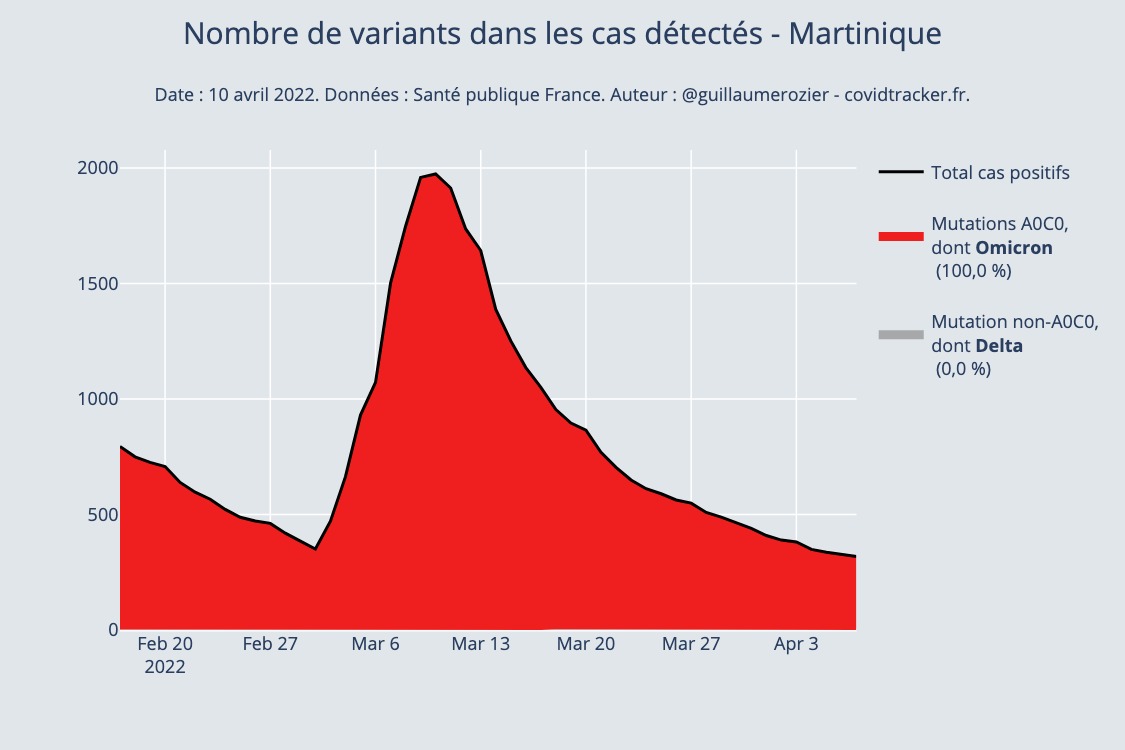 Nombre de variants dans les cas détectés - Martinique
Date : 10 avril 2022. Données : Santé publique France. Auteur : @guillaumerozier - covidtracker.fr.
2000
1500
1000
500
0
Feb 20
2022
Feb 27
Mar 6
Mar 13
Mar 20
Mar 27
Apr 3
Total cas positifs
Mutations A0C0,
dont Omicron
(100,0 %)
Mutation non-A0C0,
dont Delta
(0,0 %)